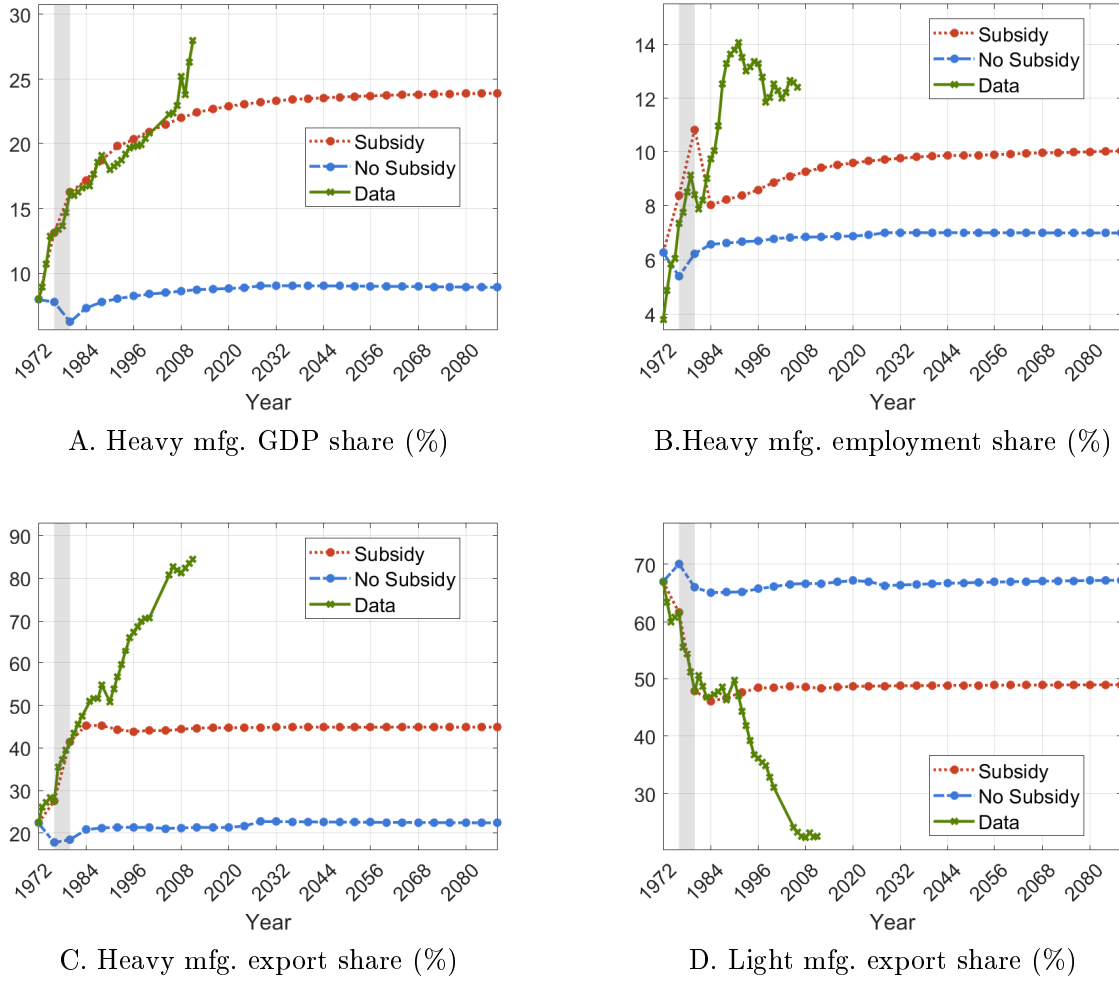 30
25
20
15
10
Subsidy
No Subsidy
Data
1972 1984 1996 2008 2020 2032 2044 2056 2068 2080
Year
A. Heavy mfg. GDP share (%)
14
12
10
8
6
4
Subsidy
No Subsidy
Data
1972 1984 1996 2008 2020 2032 2044 2056 2068 2080
Year
B.Heavy mfg. employment share (%)
90
80
70
60
50
40
30
20
Subsidy
No Subsidy
Data
1972 1984 1996 2008 2020 2032 2044 2056 2068 2080
Year
C. Heavy mfg. export share (%)
70
60
50
40
30
Subsidy
No Subsidy
Data
1972 1984 1996 2008 2020 2032 2044 2056 2068 2080
Year
D. Light mfg. export share (%)